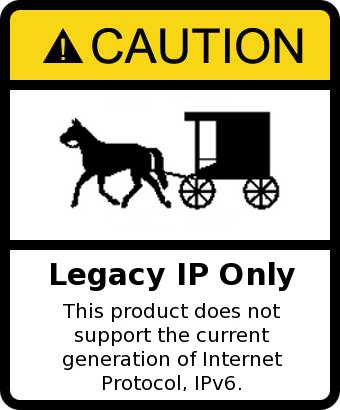 CAUTION
Legacy IP Only
This product does not
support the current
generation of Internet
Protocol, IPv6.